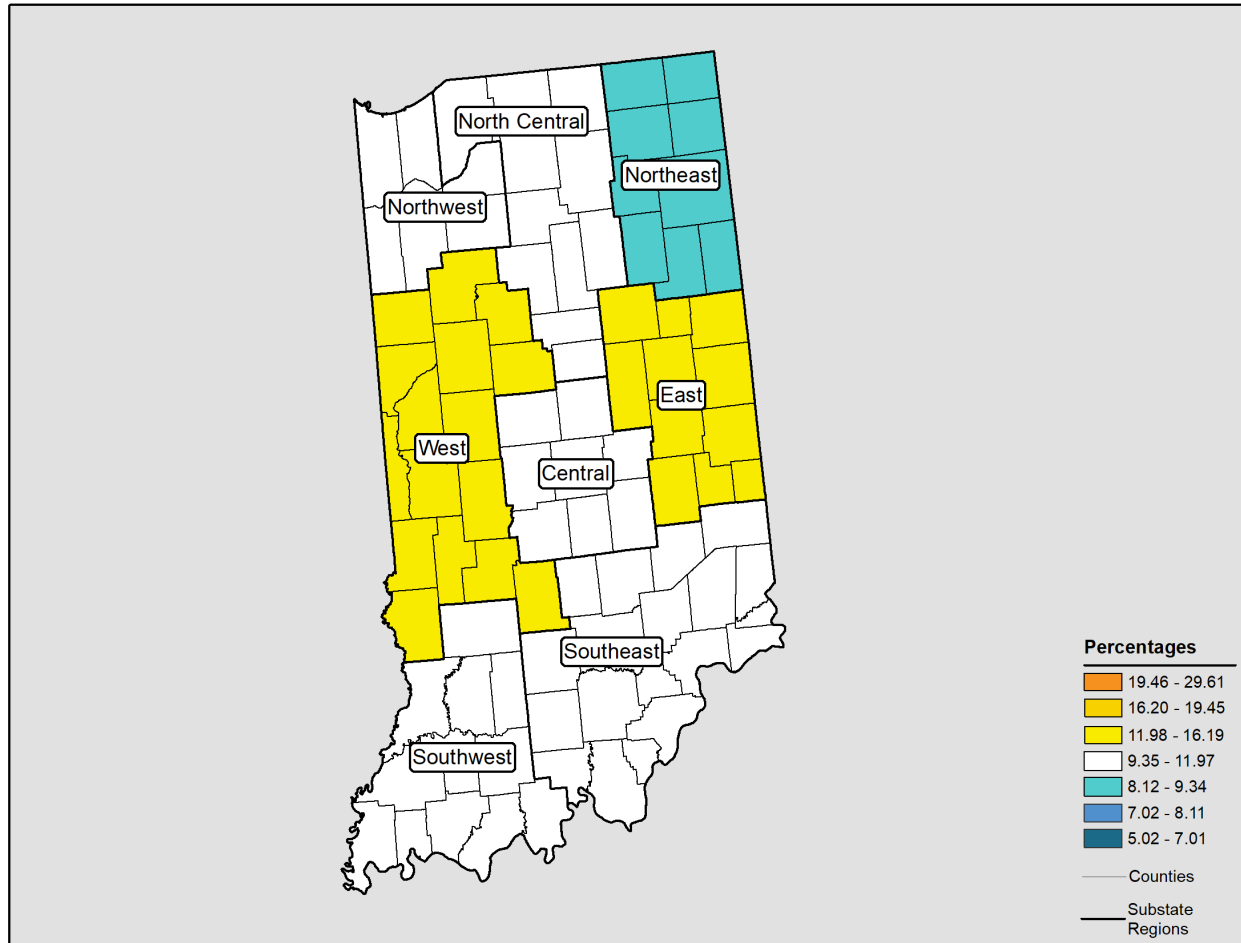 North Central
Northeast
Northwest
East
West
Central
Southeast
Southwest
Percentages
19.46 - 29.61
16.20 - 19.45
11.98 - 16.19
9.35 - 11.97
8.12 - 9.34
7.02 - 8.11
5.02 - 7.01
Counties
Substate
Regions